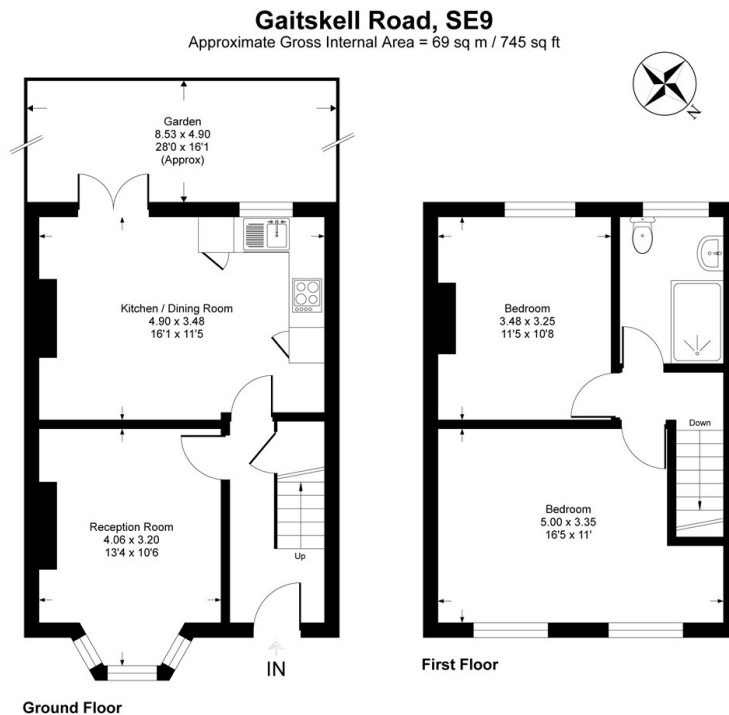 Gaitskell Road, SE9
Approximate Gross Internal Area = 69 sq m / 745 sq ft
N
Garden
8.53 x 4.90
28'0 x 16'1
(Approx)
Kitchen / Dining Room
4.90 x 3.48
16'1 x 11'5
Reception Room
4.06 x 3.20
13'4 x 10'6
Up
IN
Ground Floor
Bedroom
3.48 x 3.25
11'5 x 10'8
Down
Bedroom
5.00 x 3.35
16'5 x 11'
First Floor